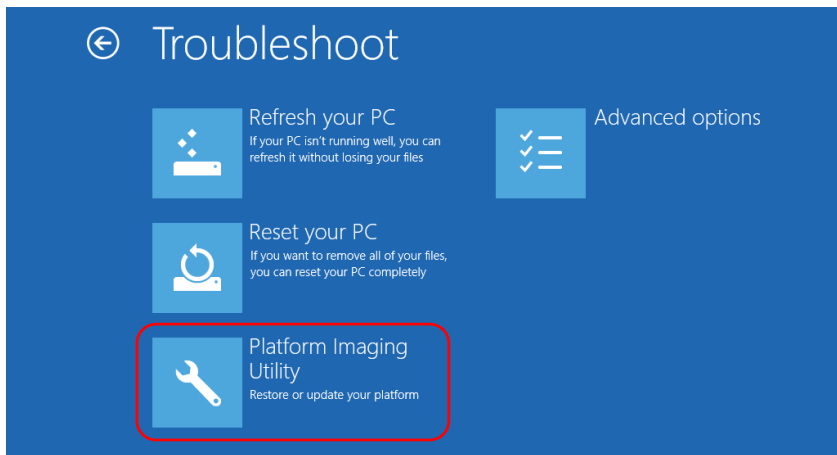 Troubleshoot
Refresh your PC
If your PC isn't running well, you can
refresh it without losing your files
Advanced options
Reset your PC
If you want to remove all of your files,
you can reset your PC completely
Platform Imaging
Utility
Restore or update your platform